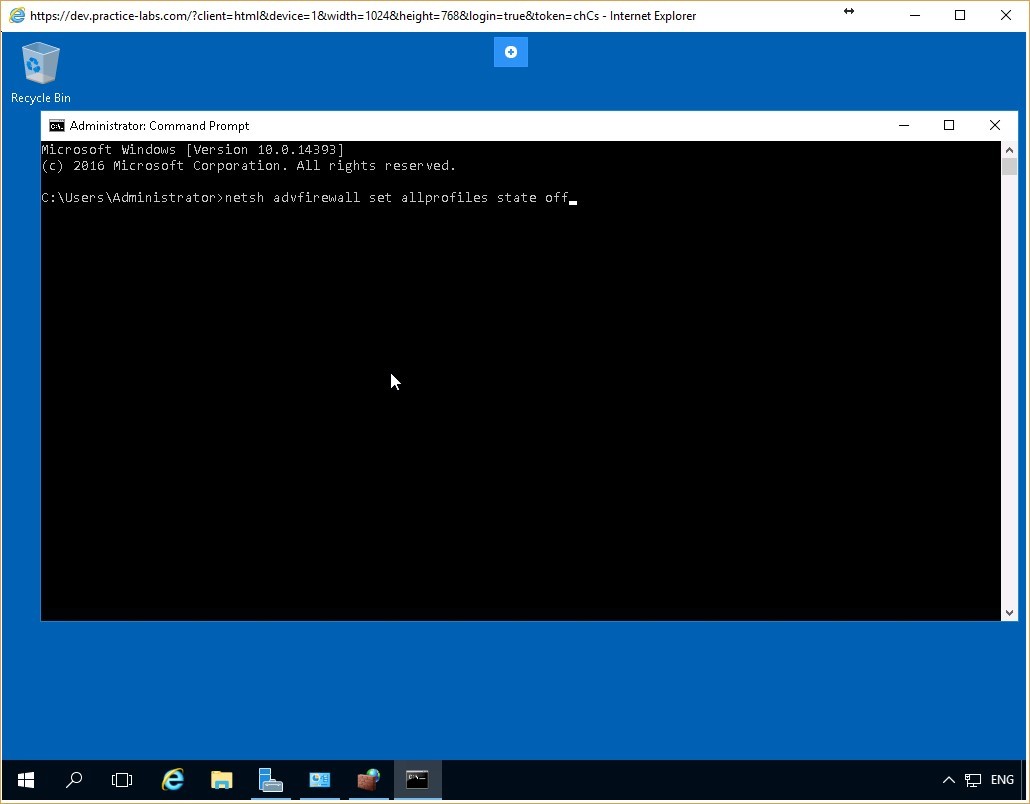 https://dev.practice-labs.com/?client=html&device=1&width=1024&height=768&login=true&token=chCs - Internet Explorer
Recycle Bin
Administrator: Command Prompt
Microsoft Windows [Version 10.0.14393]
(c) 2016 Microsoft Corporation. All rights reserved.
C:\Users\Administrator>netsh advfirewall set allprofiles state off
ENG